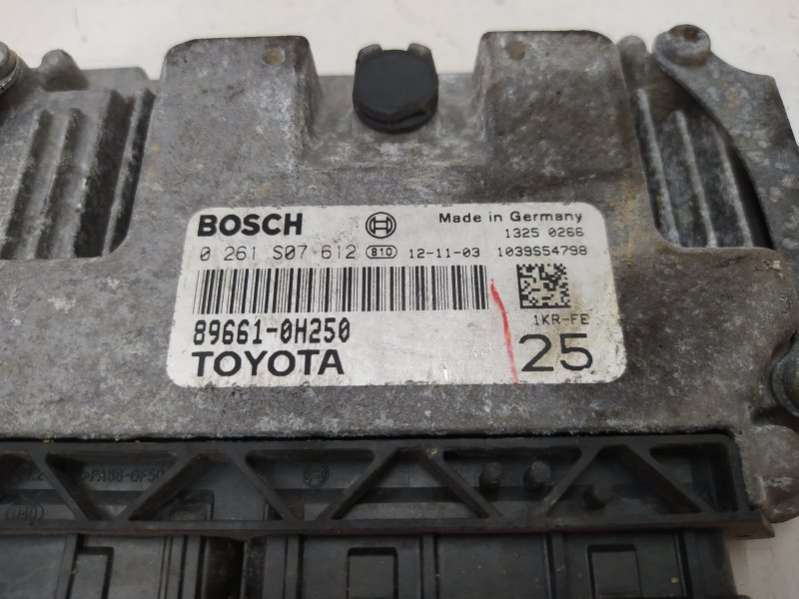 BOSCH Made in Germany
1325 0266
0 261 S07 612 810 12-11-03 1039S54798
89661-0H250
1KR-FE
TOYOTA 25